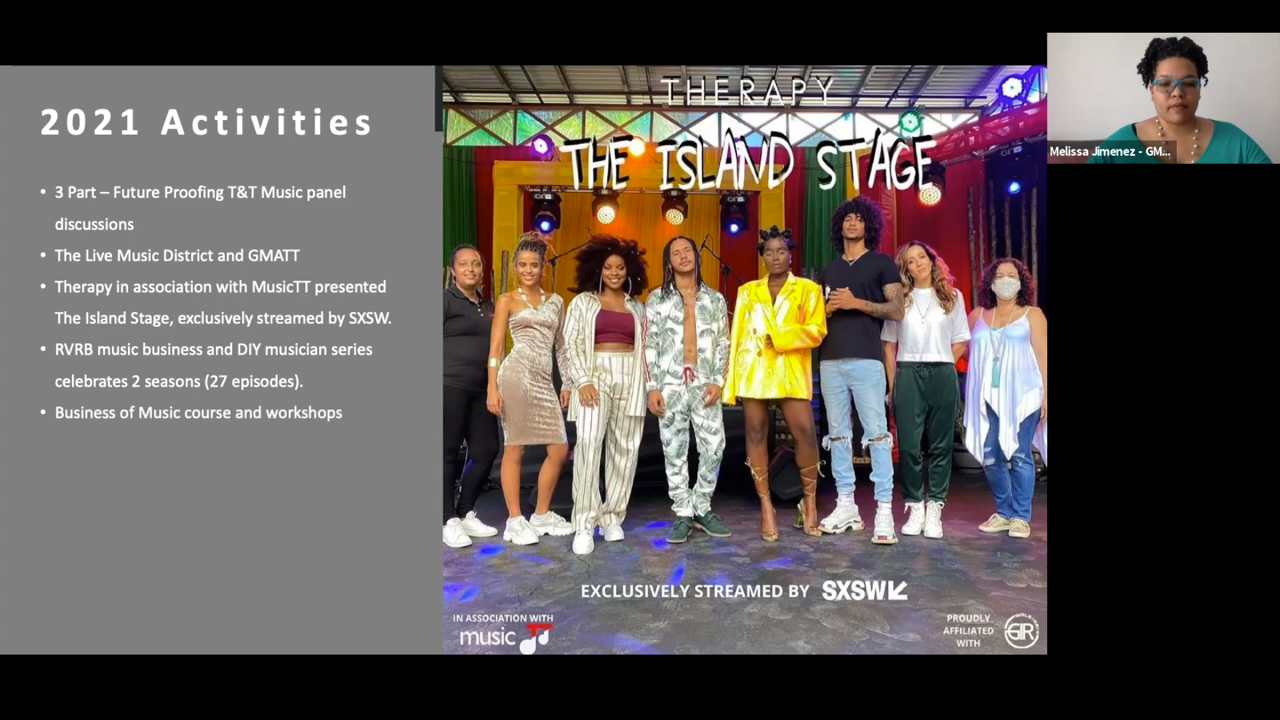 2021 Activities
• 3 Part – Future Proofing T&T Music panel
discussions
• The Live Music District and GMATT
• Therapy in association with MusicTT presented
The Island Stage, exclusively streamed by SXSW.
• RVRB music business and DIY musician series
celebrates 2 seasons (27 episodes).
• Business of Music course and workshops
THERAPY
THE ISLAND STAGE
EXCLUSIVELY STREAMED BY SXSW
IN ASSOCIATION WITH
music TT
PROUDLY
AFFILIATED
WITH
Melissa Jimenez - GM...